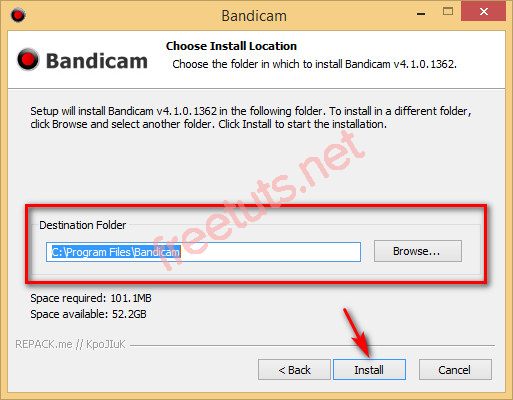 Bandicam
Bandicam
Choose Install Location
Choose the folder in which to install Bandicam v4.1.0.1362.
Setup will install Bandicam v4.1.0.1362 in the following folder. To install in a different folder,
click Browse and select another folder. Click Install to start the installation.
freetuts.net
Destination Folder
C:\Program Files\Bandicam
Browse...
Space required: 101.1MB
Space available: 52.2GB
REPACK.me // KpoJIuK
< Back
Install
Cancel